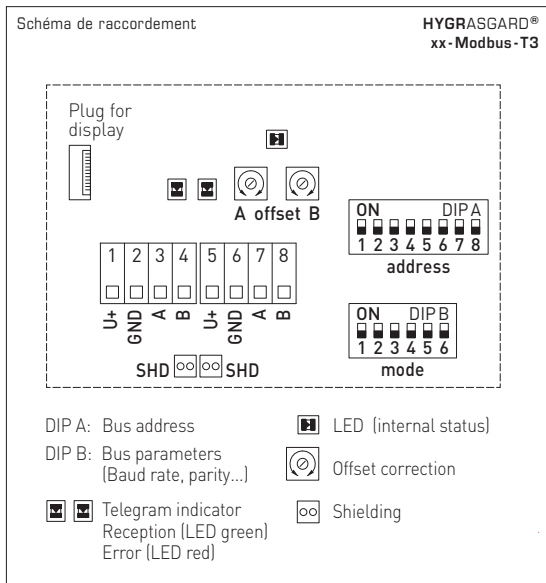 Schéma de raccordement
HYGRASGARD®
xx-Modbus-T3
Plug for
display
A offset B
ON DIP A
1 2 3 4 5 6 7 8
address
1 2 3 4 5 6 7 8
U+ GND A B U+ GND A B
ON DIP B
1 2 3 4 5 6
mode
SHD SHD
DIP A: Bus address
DIP B: Bus parameters
(Baud rate, parity...)
Telegram indicator
Reception (LED green)
Error (LED red)
LED (internal status)
Offset correction
Shielding